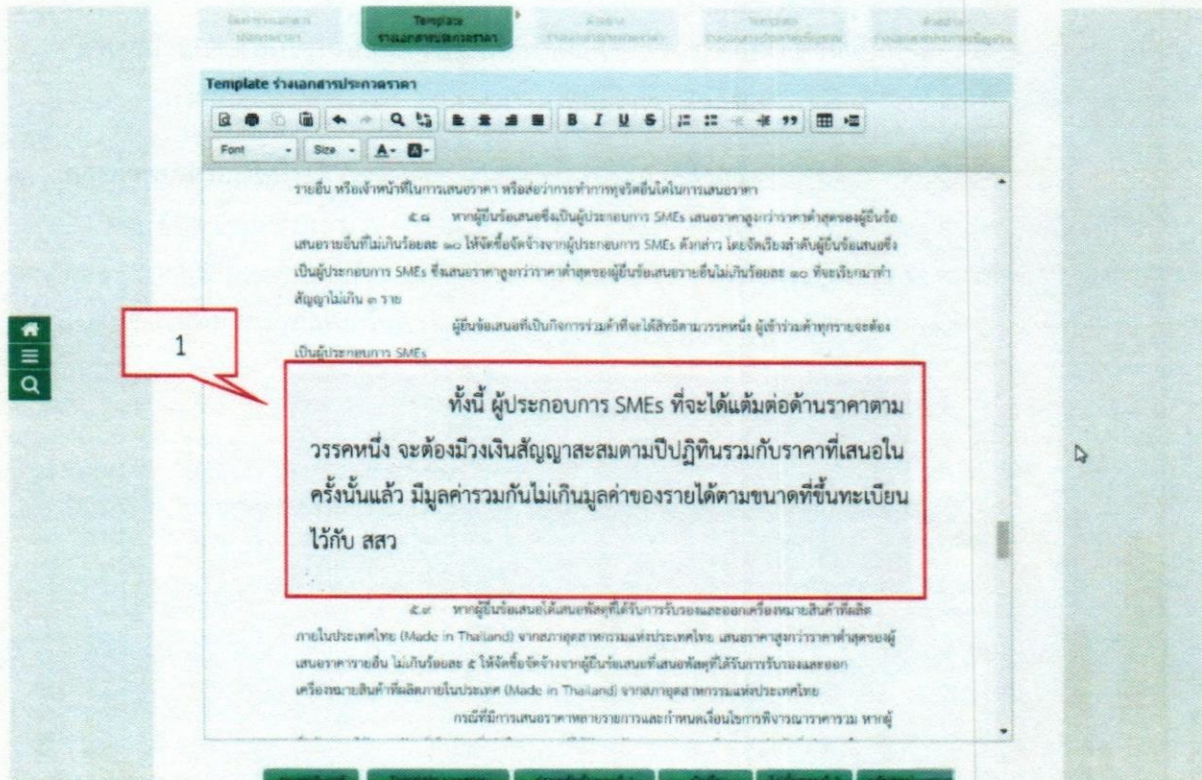 Template
ร่างเอกสารประกวดราคา
Template ร่างเอกสารประกวดราคา
Font Size
รายอื่น หรือเจ้าหน้าที่ในการเสนอราคา หรือส่อว่ากระทำการทุจริตอื่นใดในการเสนอราคา
๕.๘ หากผู้ยื่นข้อเสนอซึ่งเป็นผู้ประกอบการ SMEs เสนอราคาสูงกว่าราคาต่ำสุดของผู้ยื่นข้อ
เสนอรายอื่นที่ไม่เกินร้อยละ ๑๐ ให้จัดซื้อจัดจ้างจากผู้ประกอบการ SMEs ดังกล่าว โดยจัดเรียงลำดับผู้ยื่นข้อเสนอซึ่ง
เป็นผู้ประกอบการ SMEs ซึ่งเสนอราคาสูงกว่าราคาต่ำสุดของผู้ยื่นข้อเสนอรายอื่นไม่เกินร้อยละ ๑๐ ที่จะเรียกมาทำ
สัญญาไม่เกิน ๓ ราย
ผู้ยื่นข้อเสนอที่เป็นกิจการร่วมค้าที่จะได้สิทธิตามวรรคหนึ่ง ผู้เข้าร่วมค้าทุกรายจะต้อง
เป็นผู้ประกอบการ SMEs
1
ทั้งนี้ ผู้ประกอบการ SMEs ที่จะได้แต้มต่อด้านราคาตาม
วรรคหนึ่ง จะต้องมีวงเงินสัญญาสะสมตามปีปฏิทินรวมกับราคาที่เสนอใน
ครั้งนั้นแล้ว มีมูลค่ารวมกันไม่เกินมูลค่าของรายได้ตามขนาดที่ขึ้นทะเบียน
ไว้กับ สสว
๕.๙ หากผู้ยื่นข้อเสนอได้เสนอพัสดุที่ได้รับการรับรองและออกเครื่องหมายสินค้าที่ผลิต
ภายในประเทศไทย (Made in Thailand) จากสภาอุตสาหกรรมแห่งประเทศไทย เสนอราคาสูงกว่าราคาต่ำสุดของผู้
เสนอราคารายอื่น ไม่เกินร้อยละ ๕ ให้จัดซื้อจัดจ้างจากผู้ยื่นข้อเสนอที่เสนอพัสดุที่ได้รับการรับรองและออก
เครื่องหมายสินค้าที่ผลิตภายในประเทศ (Made in Thailand) จากสภาอุตสาหกรรมแห่งประเทศไทย
กรณีที่มีการเสนอราคาหลายรายการและกำหนดเงื่อนไขการพิจารณาราคารวม หากผู้